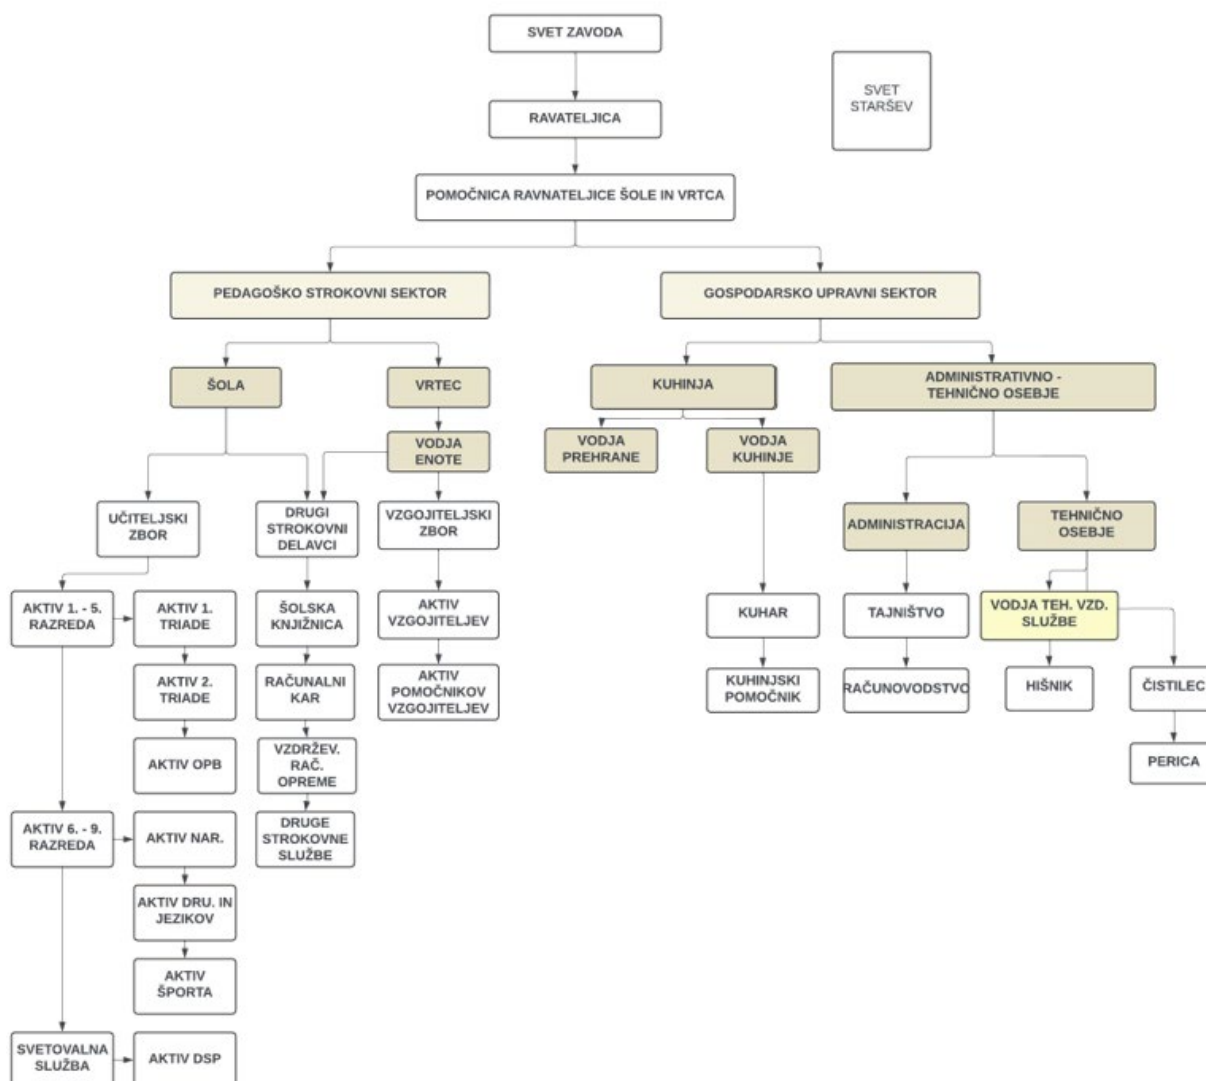 SVET ZAVODA
SVET
STARŠEV
RAVATELJICA
POMOČNICA RAVNATELJICE ŠOLE IN VRTCA
PEDAGOŠKO STROKOVNI SEKTOR
GOSPODARSKO UPRAVNI SEKTOR
ŠOLA
VRTEC
KUHINJA
ADMINISTRATIVNO -
TEHNIČNO OSEBJE
VODJA
ENOTE
VODJA
PREHRANE
VODJA
KUHINJE
UČITELJSKI
ZBOR
DRUGI
STROKOVNI
DELAVCI
VZGOJITELJSKI
ZBOR
ADMINISTRACIJA
TEHNIČNO
OSEBJE
AKTIV 1. - 5.
RAZREDA
AKTIV 1.
TRIADE
ŠOLSKA
KNJIŽNICA
AKTIV
VZGOJITELJEV
KUHAR
TAJNIŠTVO
VODJA TEH. VZD.
SLUŽBE
AKTIV 2.
TRIADE
RAČUNALNI
KAR
AKTIV
POMOČNIKOV
VZGOJITELJEV
KUHINJSKI
POMOČNIK
RAČUNOVODSTVO
HIŠNIK
ČISTILEC
AKTIV OPB
VZDRŽEV.
RAČ.
OPREME
PERICA
AKTIV 6. - 9.
RAZREDA
AKTIV NAR.
DRUGE
STROKOVNE
SLUŽBE
AKTIV DRU. IN
JEZIKOV
AKTIV
ŠPORTA
SVETOVALNA
SLUŽBA
AKTIV DSP